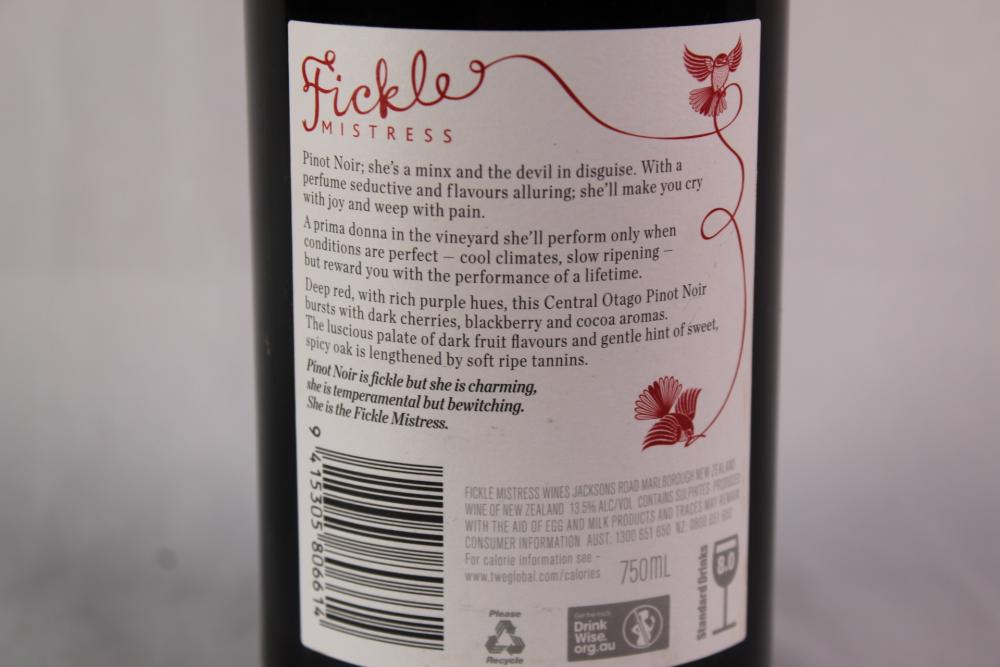 Fickle
MISTRESS
Pinot Noir; she's a minx and the devil in disguise. With a
perfume seductive and flavours alluring; she'll make you cry
with joy and weep with pain.
A prima donna in the vineyard she'll perform only when
conditions are perfect – cool climates, slow ripening –
but reward you with the performance of a lifetime.
Deep red, with rich purple hues, this Central Otago Pinot Noir
bursts with dark cherries, blackberry and cocoa aromas.
The luscious palate of dark fruit flavours and gentle hint of sweet,
spicy oak is lengthened by soft ripe tannins.
Pinot Noir is fickle but she is charming,
she is temperamental but bewitching.
She is the Fickle Mistress.
9 415305 806614
FICKLE MISTRESS WINES JACKSONS ROAD MARLBOROUGH NEW ZEALAND
WINE OF NEW ZEALAND 13.5% ALC/VOL CONTAINS SULPHITES PRODUCED
WITH THE AID OF EGG AND MILK PRODUCTS AND TRACES MAY REMAIN
CONSUMER INFORMATION AUST: 1300 651 650 NZ: 0800 651 650
For calorie information see –
www.tweglobal.com/calories
750ML
Standard Drinks
8.0
Please
Recycle
Get the facts
Drink
Wise.
org.au